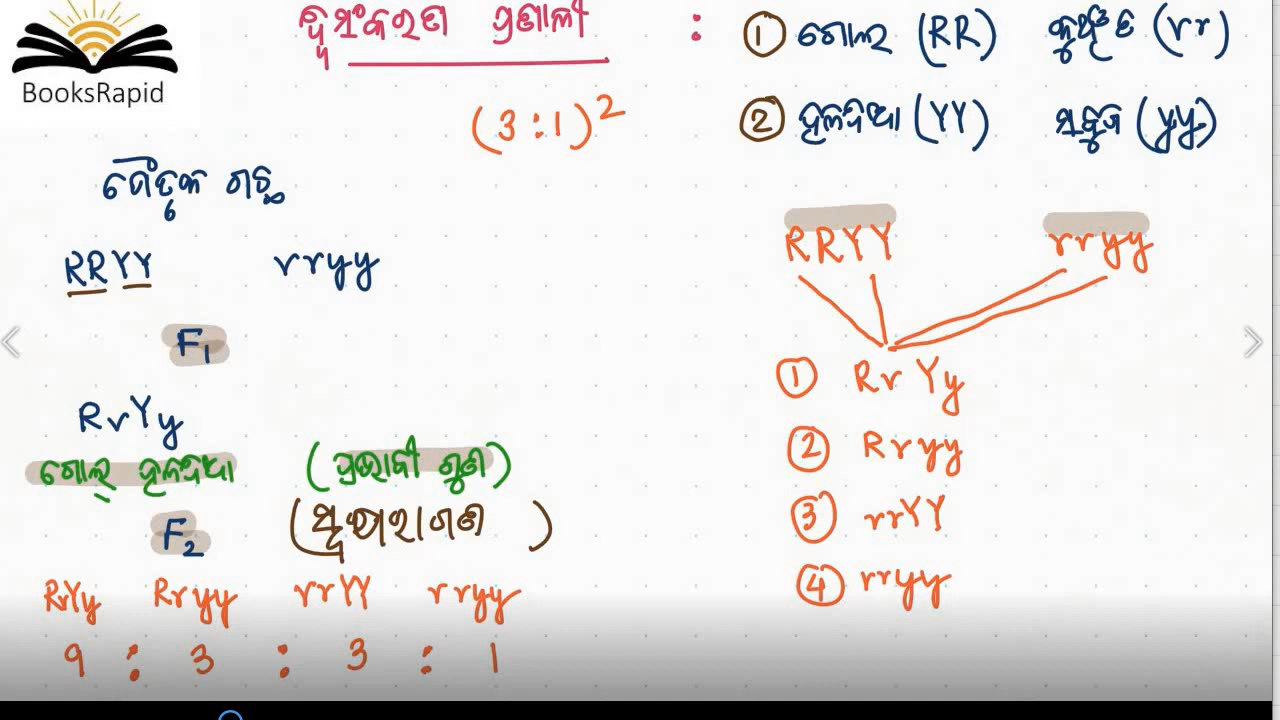 BooksRapid
ଦ୍ୱିସଂକରଣ ପ୍ରଣାଳୀ :
(3:1)²
① ଗୋଲ (RR) କୁଞ୍ଚିତ (rr)
② ହଳଦିଆ (YY) ସବୁଜ (yy)
ପୈତୃକ ଗଛ
RRYY rryy
F₁
RrYy
ଗୋଲ ହଳଦିଆ (ପ୍ରଭାବୀ ଗୁଣ)
F₂ (ସ୍ୱପରାଗଣ )
RrYy Rryy rrYY rryy
9 : 3 : 3 : 1
RRYY rryy
① RrYy
② Rryy
③ rrYY
④ rryy